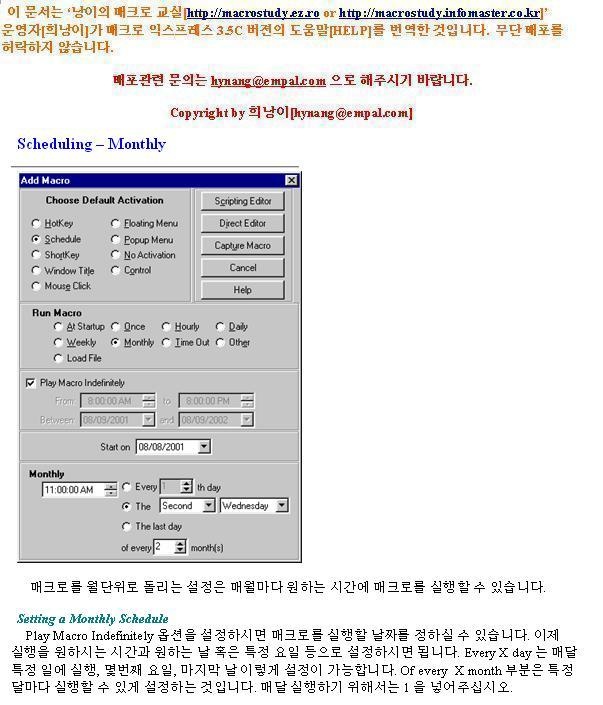 이 문서는 '낭이의 매크로 교실[http://macrostudy.ez.ro or http://macrostudy.infomaster.co.kr]'
운영자[희낭이]가 매크로 익스프레스 3.5C 버전의 도움말[HELP]를 번역한 것입니다. 무단 배포를
허락하지 않습니다.
배포관련 문의는 hynang@empal.com 으로 해주시기 바랍니다.
Copyright by 희낭이[hynang@empal.com]
Scheduling – Monthly
Add Macro
Choose Default Activation
HotKey
Floating Menu
Schedule
Popup Menu
ShortKey
No Activation
Window Title
Control
Mouse Click
Scripting Editor
Direct Editor
Capture Macro
Cancel
Help
Run Macro
At Startup Once Hourly Daily
Weekly Monthly Time Out Other
Load File
Play Macro Indefinitely
From: 8:00:00 AM to 8:00:00 PM
Between: 08/09/2001 and 08/09/2002
Start on 08/08/2001
Monthly
11:00:00 AM Every 1 th day
The Second Wednesday
The last day
of every 2 month(s)
매크로를 월단위로 돌리는 설정은 매월마다 원하는 시간에 매크로를 실행할 수 있습니다.
Setting a Monthly Schedule
Play Macro Indefinitely 옵션을 설정하시면 매크로를 실행할 날짜를 정하실 수 있습니다. 이제
실행을 원하시는 시간과 원하는 날 혹은 특정 요일 등으로 설정하시면 됩니다. Every X day 는 매달
특정 일에 실행, 몇번째 요일, 마지막 날 이렇게 설정이 가능합니다. Of every X month 부분은 특정
달마다 실행할 수 있게 설정하는 것입니다. 매달 실행하기 위해서는 1 을 넣어주십시오.